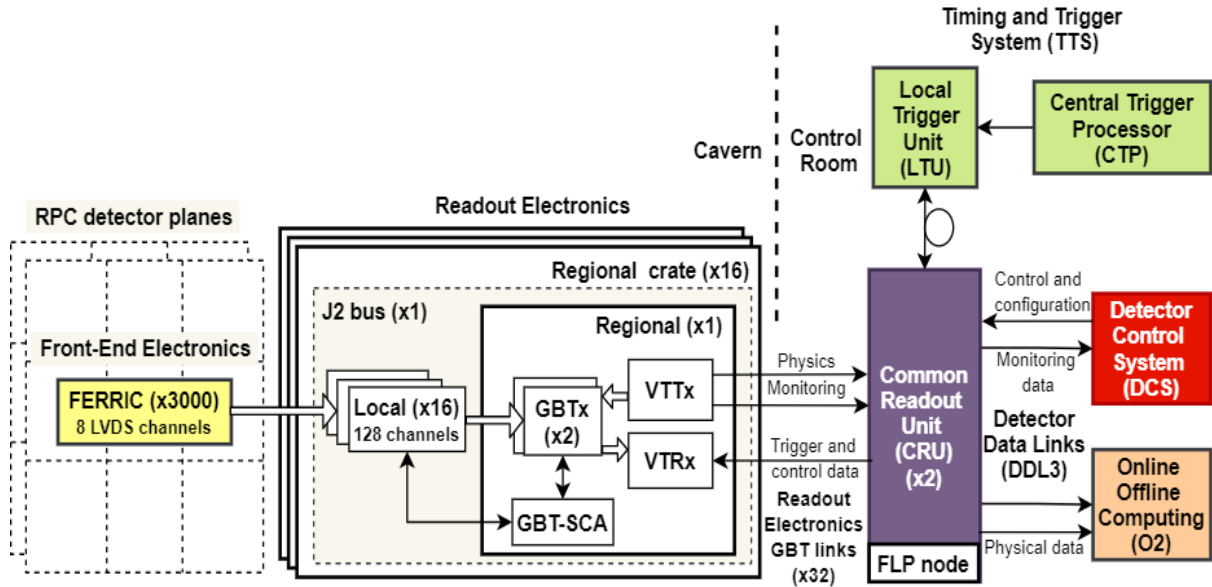 Timing and Trigger
System (TTS)
Local
Trigger
Unit
(LTU)
Central Trigger
Processor
(CTP)
Cavern
Control
Room
RPC detector planes
Readout Electronics
Regional crate (x16)
J2 bus (x1)
Regional (x1)
Front-End Electronics
FERRIC (x3000)
8 LVDS channels
Local (x16)
128 channels
GBTx
(x2)
VTTx
VTRx
GBT-SCA
Physics
Monitoring
Trigger and
control data
Readout
Electronics
GBT links
(x32)
Common
Readout
Unit
(CRU)
(x2)
FLP node
Control and
configuration
Monitoring
data
Detector
Control
System
(DCS)
Detector
Data Links
(DDL3)
Physical data
Online
Offline
Computing
(O2)